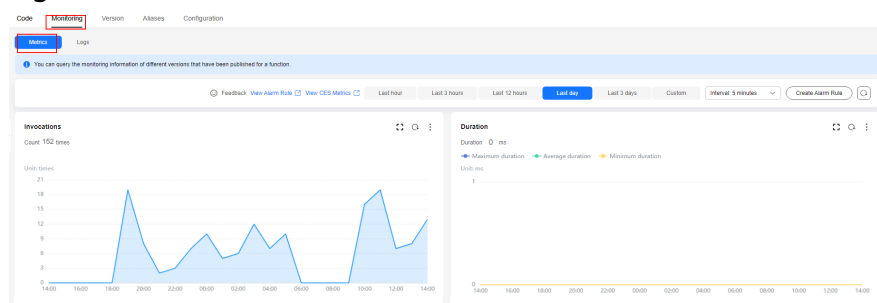 Code Monitoring Version Aliases Configuration
Metrics Logs
You can query the monitoring information of different versions that have been published for a function.
Feedback View Alarm Rule View CES Metrics Last hour Last 3 hours Last 12 hours Last day Last 3 days Custom Interval: 5 minutes Create Alarm Rule
Invocations
Count 152 times
Unit: times
21
18
15
12
9
6
3
0
14:00 16:00 18:00 20:00 22:00 00:00 02:00 04:00 06:00 08:00 10:00 12:00 14:00
Duration
Duration 0 ms
Maximum duration Average duration Minimum duration
Unit: ms
1
0
14:00 16:00 18:00 20:00 22:00 00:00 02:00 04:00 06:00 08:00 10:00 12:00 14:00